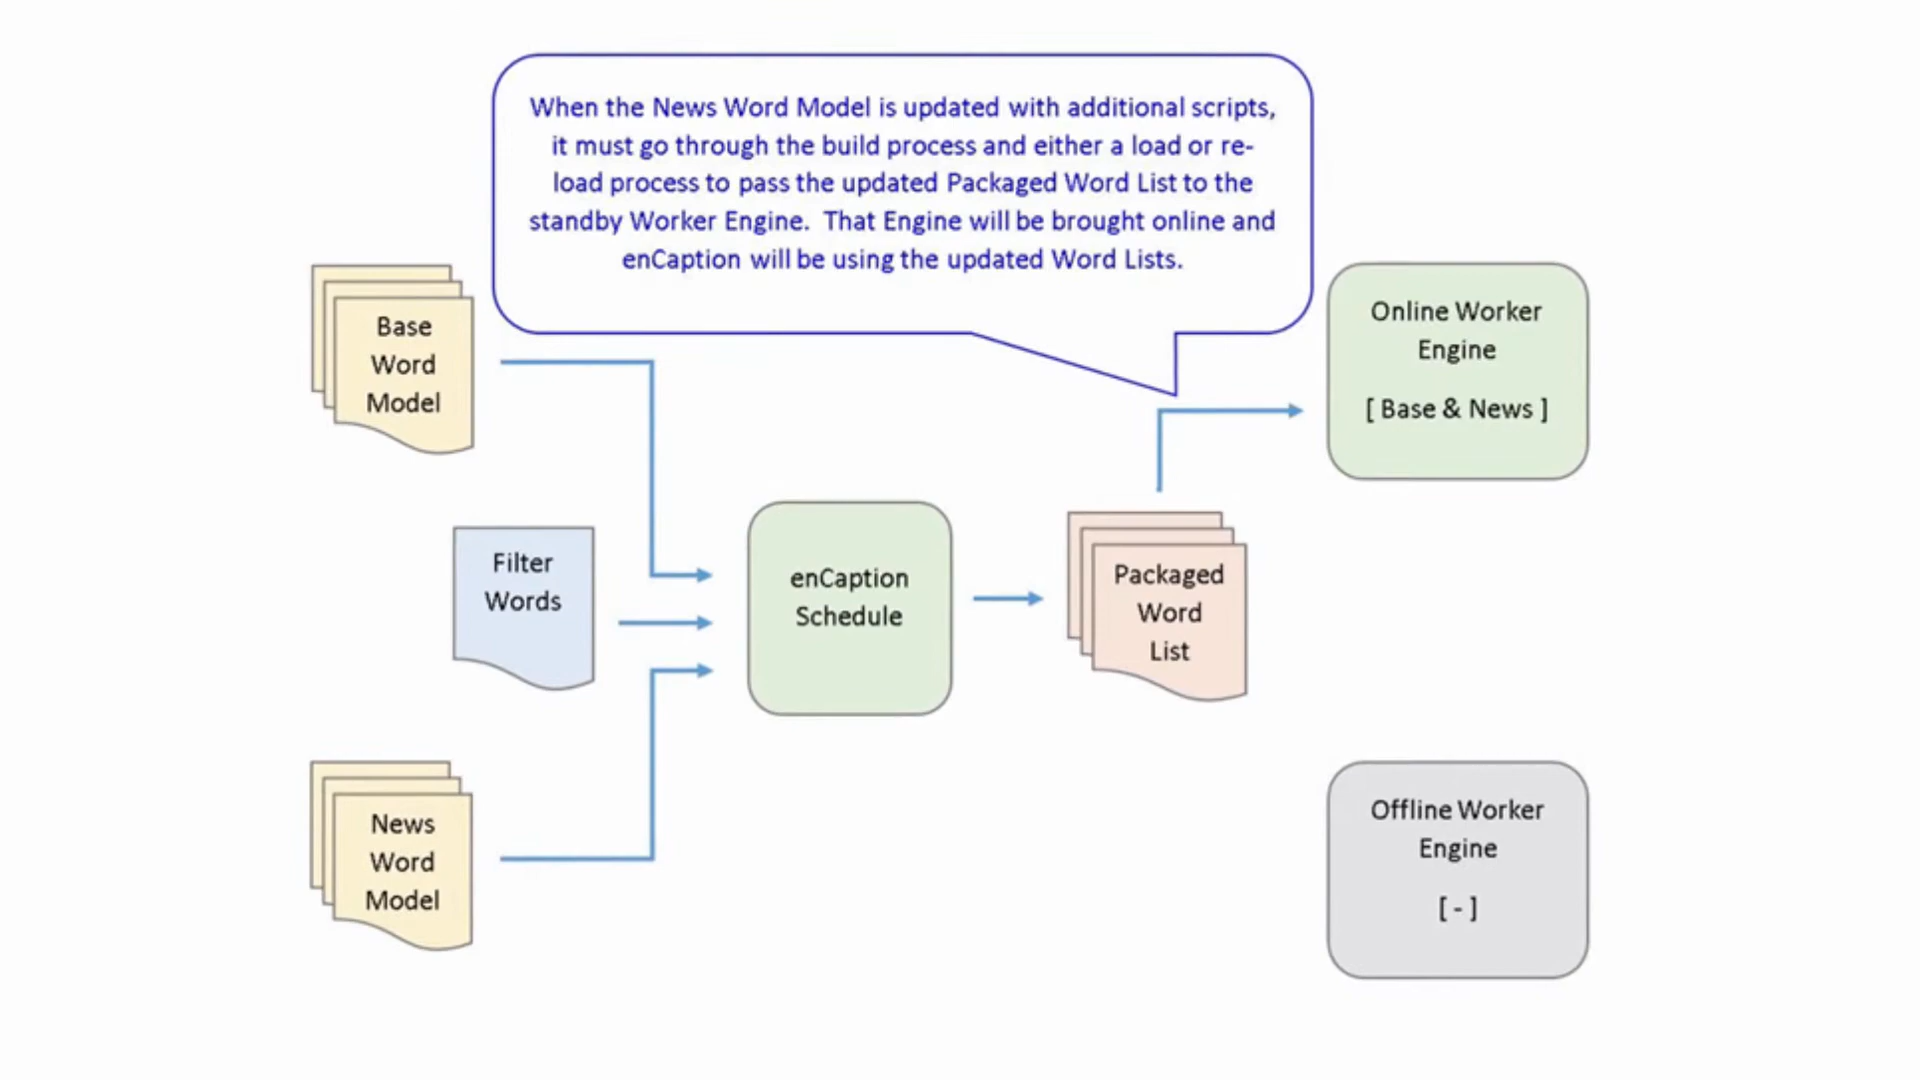 When the News Word Model is updated with additional scripts,
it must go through the build process and either a load or re-
load process to pass the updated Packaged Word List to the
standby Worker Engine.  That Engine will be brought online and
enCaption will be using the updated Word Lists.
Base
Word
Model
Online Worker
Engine
[ Base & News ]
Filter
Words
enCaption
Schedule
Packaged
Word
List
News
Word
Model
Offline Worker
Engine
[ - ]